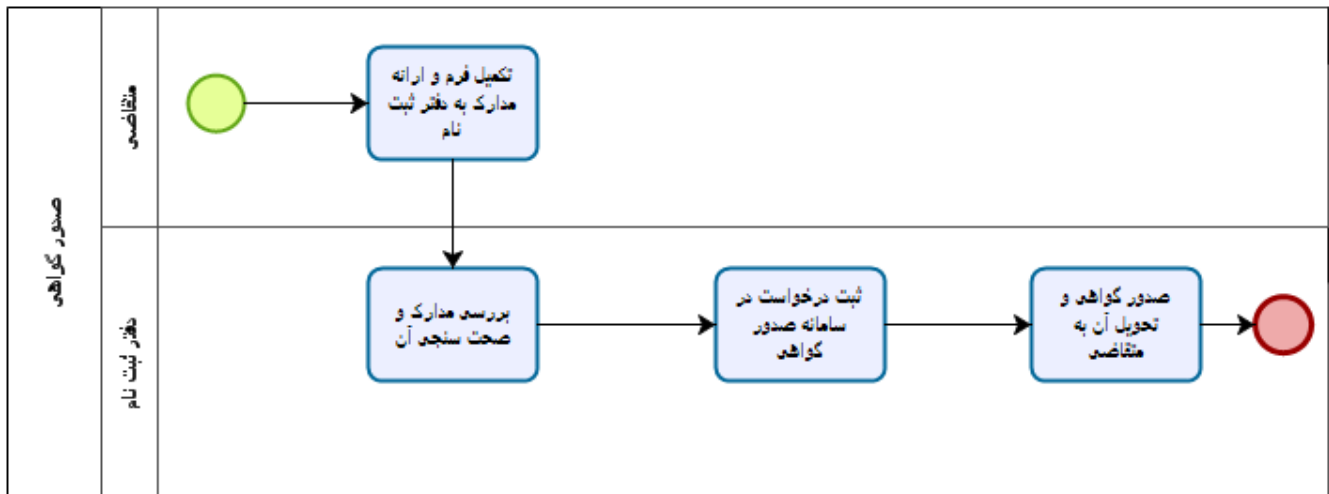 صدور گواهی
متقاضی
تکمیل فرم و ارائه
مدارک به دفتر ثبت
نام
دفتر ثبت نام
بررسی مدارک و
صحت سنجی آن
ثبت درخواست در
سامانه صدور
گواهی
صدور گواهی و
تحویل آن به
متقاضی